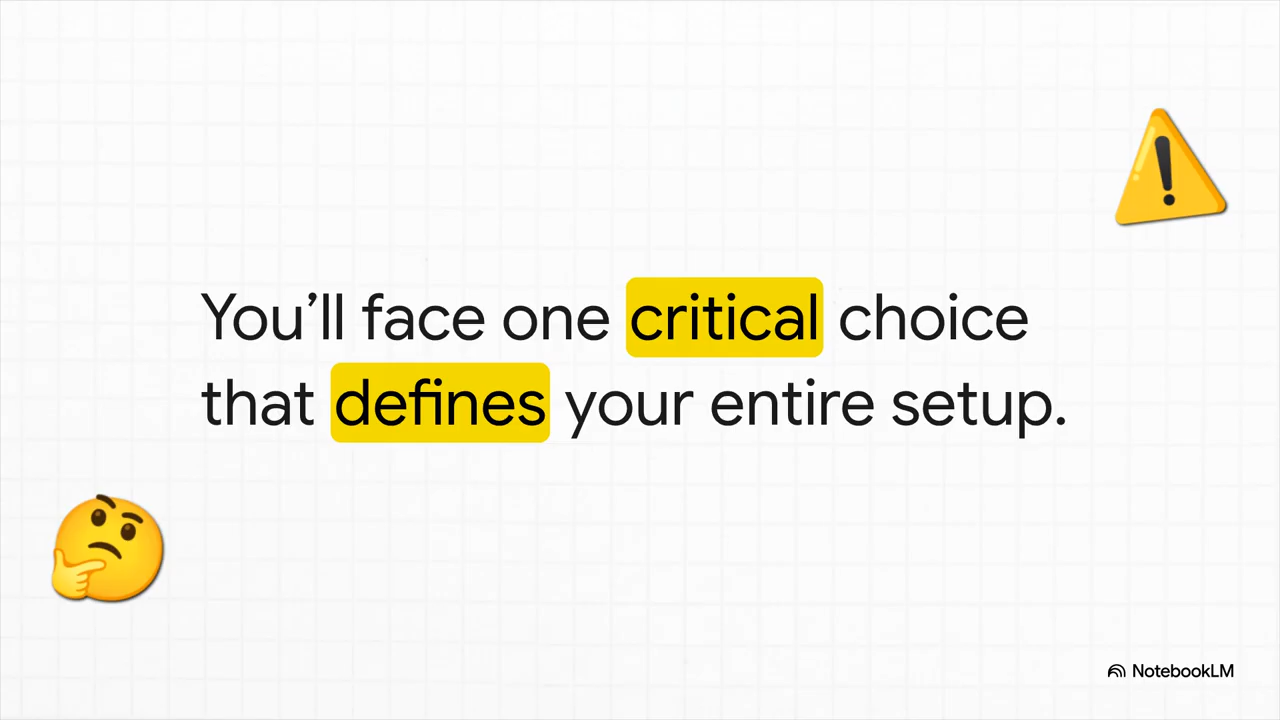 You’ll face one critical choice
that defines your entire setup.
NotebookLM